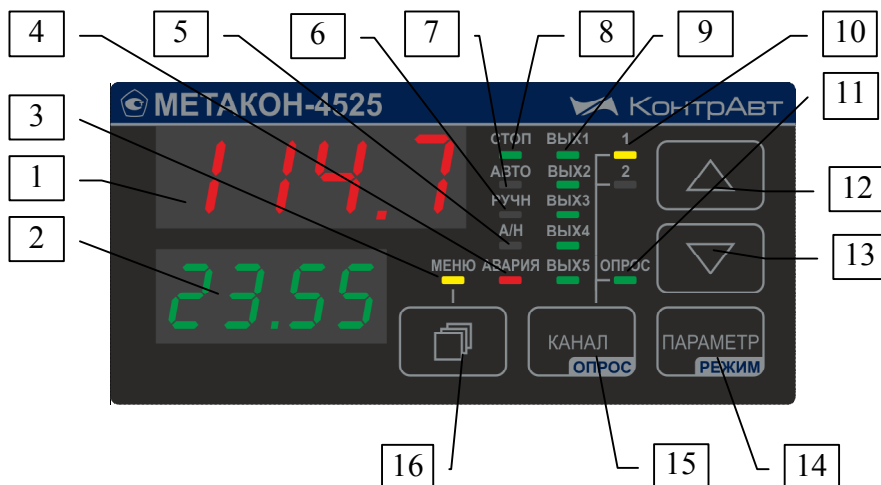 4
5
6
7
8
9
10
МЕТАКОН-4525
КонтрАвт
3
11
СТОП ВЫХ1 1
114.7
1
АВТО ВЫХ2 2
12
РУЧН ВЫХ3
2
А/Н ВЫХ4
13
23.55
МЕНЮ АВАРИЯ ВЫХ5 ОПРОС
КАНАЛ
ОПРОС
ПАРАМЕТР
РЕЖИМ
16
15
14